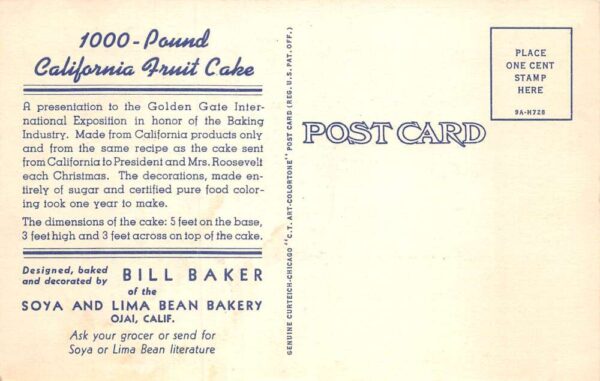 1000-Pound
California Fruit Cake
A presentation to the Golden Gate Inter-
national Exposition in honor of the Baking
Industry. Made from California products only
and from the same recipe as the cake sent
from California to President and Mrs. Roosevelt
each Christmas. The decorations, made en-
tirely of sugar and certified pure food color-
ing took one year to make.
The dimensions of the cake: 5 feet on the base,
3 feet high and 3 feet across on top of the cake.
Designed, baked
and decorated by BILL BAKER
of the
SOYA AND LIMA BEAN BAKERY
OJAI, CALIF.
Ask your grocer or send for
Soya or Lima Bean literature
GENUINE CURTEICH-CHICAGO "C.T. ART-COLORTONE" POST CARD (REG. U.S. PAT. OFF.)
POST CARD
PLACE
ONE CENT
STAMP
HERE
9A-H728